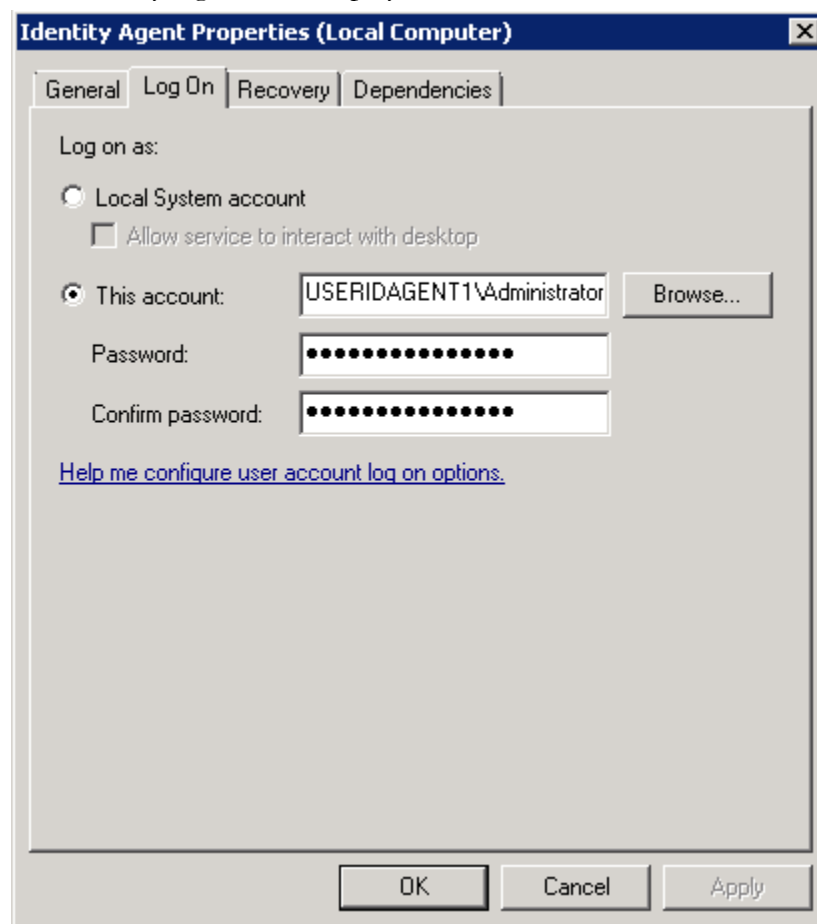 Identity Agent Properties (Local Computer)
General Log On Recovery Dependencies
Log on as:
Local System account
Allow service to interact with desktop
This account: USERIDAGENT1\Administrator Browse...
Password: ●●●●●●●●●●●●●●●
Confirm password: ●●●●●●●●●●●●●●●
Help me configure user account log on options.
OK Cancel Apply